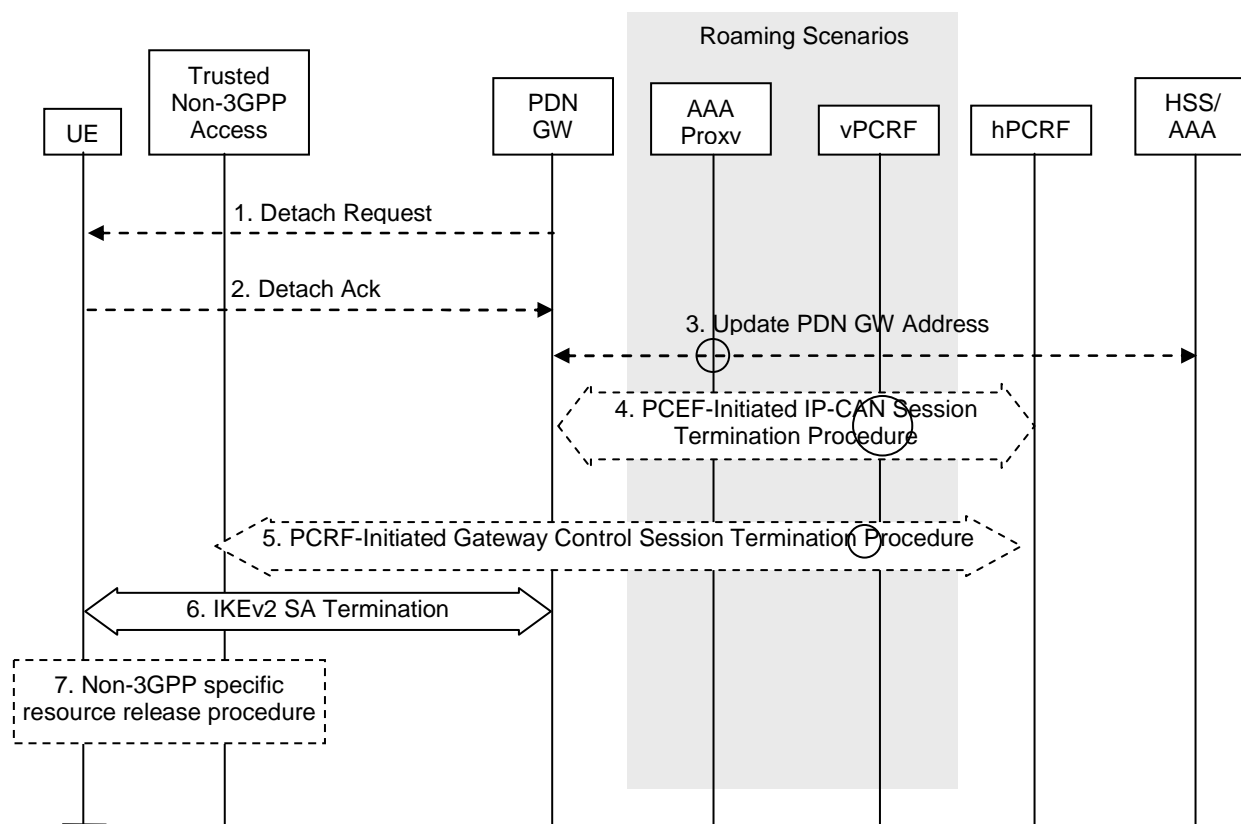 Roaming Scenarios
UE
Trusted
Non-3GPP
Access
PDN
GW
AAA
Proxy
vPCRF
hPCRF
HSS/
AAA
1. Detach Request
2. Detach Ack
3. Update PDN GW Address
4. PCEF-Initiated IP-CAN Session
Termination Procedure
5. PCRF-Initiated Gateway Control Session Termination Procedure
6. IKEv2 SA Termination
7. Non-3GPP specific
resource release procedure